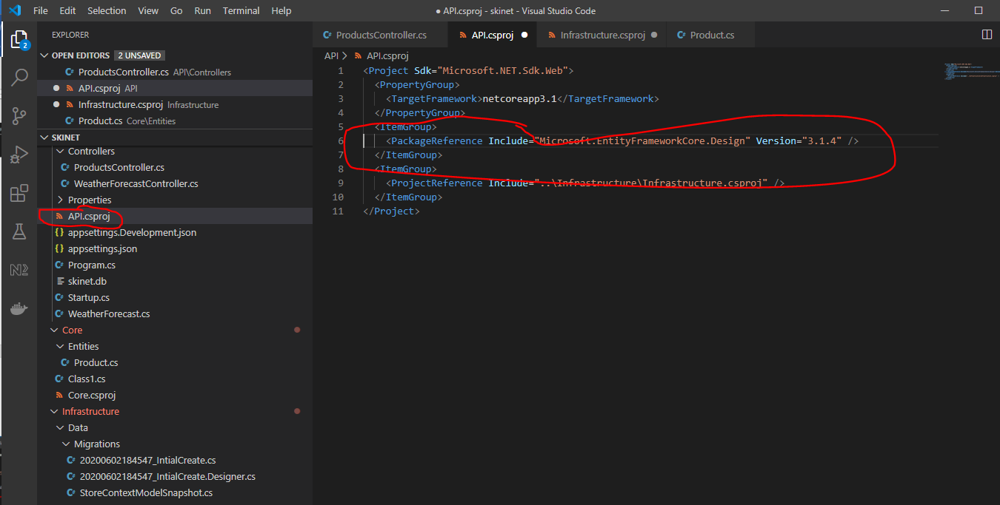 File Edit Selection View Go Run Terminal Help
● API.csproj - skinet - Visual Studio Code
2
EXPLORER
OPEN EDITORS 2 UNSAVED
ProductsController.cs API\Controllers
API.csproj API
Infrastructure.csproj Infrastructure
Product.cs Core\Entities
SKINET
Controllers
ProductsController.cs
WeatherForecastController.cs
Properties
API.csproj
{} appsettings.Development.json
{} appsettings.json
Program.cs
skinet.db
Startup.cs
WeatherForecast.cs
Core
Entities
Product.cs
Class1.cs
Core.csproj
Infrastructure
Data
Migrations
20200602184547_IntialCreate.cs
20200602184547_IntialCreate.Designer.cs
StoreContextModelSnapshot.cs
ProductsController.cs API.csproj Infrastructure.csproj Product.cs
API > API.csproj
1 <Project Sdk="Microsoft.NET.Sdk.Web">
2 <PropertyGroup>
3 <TargetFramework>netcoreapp3.1</TargetFramework>
4 </PropertyGroup>
5 <ItemGroup>
6 <PackageReference Include="Microsoft.EntityFrameworkCore.Design" Version="3.1.4" />
7 </ItemGroup>
8 <ItemGroup>
9 <ProjectReference Include="..\Infrastructure\Infrastructure.csproj" />
10 </ItemGroup>
11 </Project>